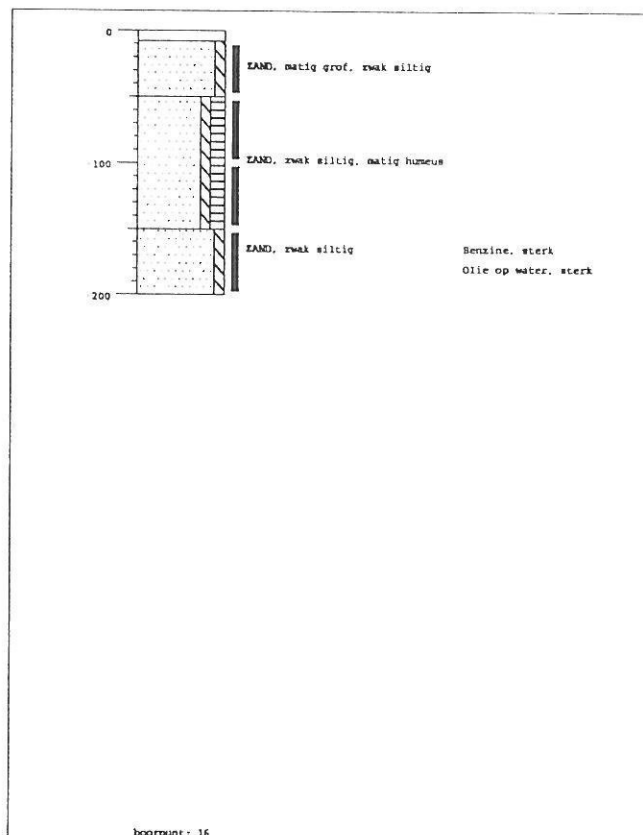 0
ZAND, matig grof, zwak siltig
100
ZAND, zwak siltig, matig humeus
ZAND, zwak siltig
Benzine, sterk
Olie op water, sterk
200
boorpunt: 16